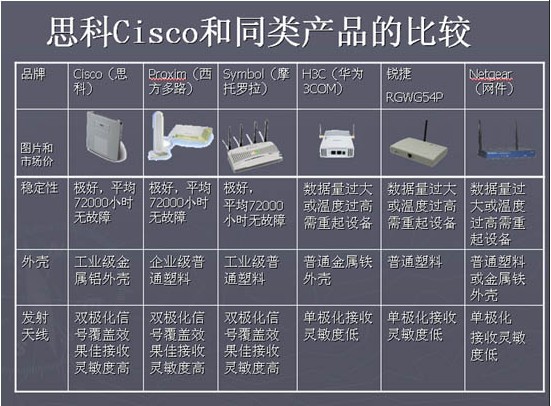 思科Cisco和同类产品的比较
品牌
Cisco（思
科）
Proxim（西
方多路）
Symbol（摩
托罗拉）
H3C（华为
3COM）
锐捷
RGWG54P
Netgear
（网件）
图片和
市场价
稳定性
极好，平均
72000小时
无故障
极好，平均
72000小时
无故障
极好，
平均72000
小时无故障
数据量过大
或温度过高
需重起设备
数据量过大
或温度过高
需重起设备
数据量过大
或温度过
高需重起
设备
外壳
工业级金
属铝外壳
企业级普
通塑料
工业级普
通塑料
普通金属铁
外壳
普通塑料
普通塑料
或金属铁
外壳
发射
天线
双极化信
号覆盖效
果佳接收
灵敏度高
双极化信
号覆盖效
果佳接收
灵敏度高
双极化信
号覆盖效
果佳接收
灵敏度高
单极化接收
灵敏度低
单极化接收
灵敏度低
单极化
接收灵敏
度低